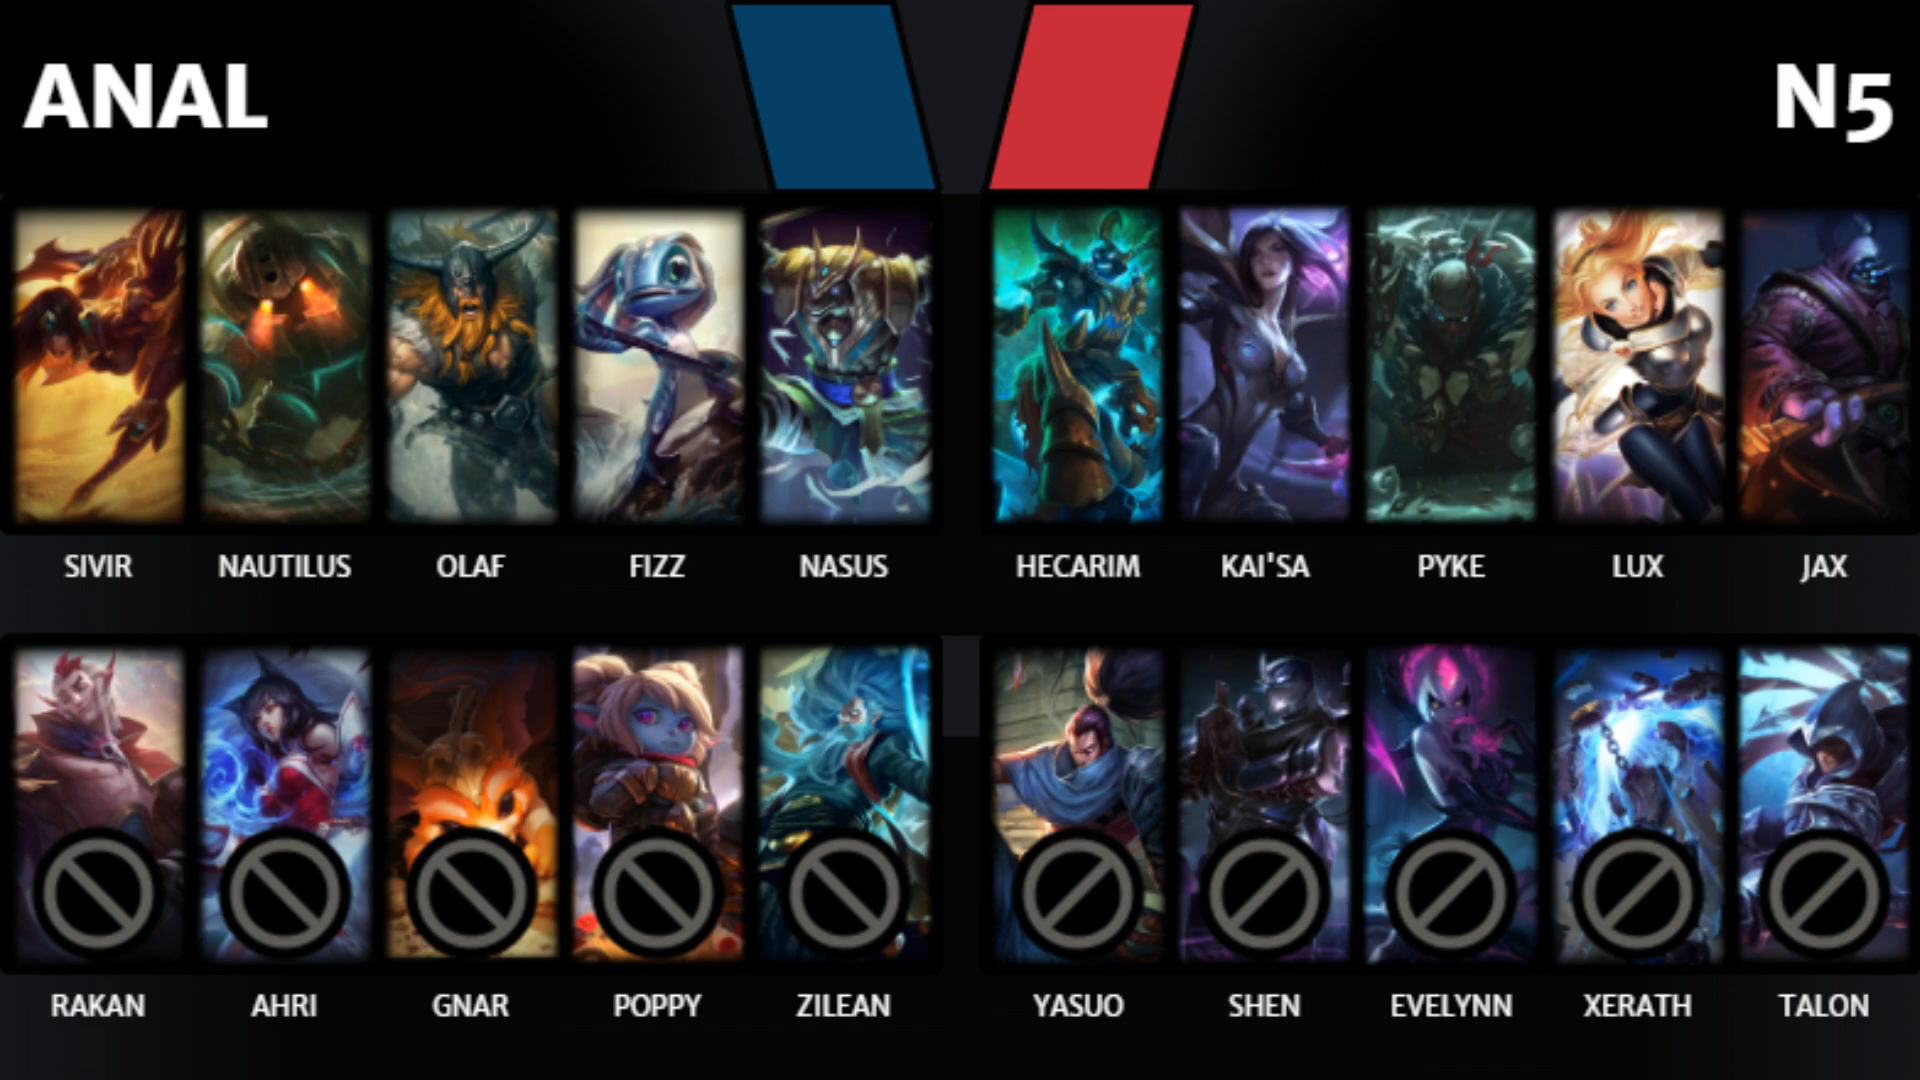 ANAL
N5
SIVIR NAUTILUS OLAF FIZZ NASUS HECARIM KAI'SA PYKE LUX JAX
RAKAN AHRI GNAR POPPY ZILEAN YASUO SHEN EVELYNN XERATH TALON